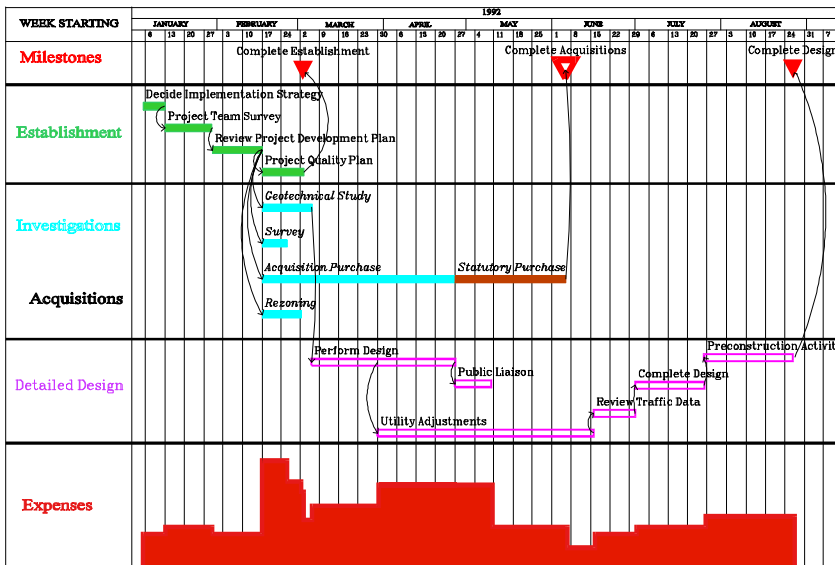 1992
WEEK STARTING
JANUARY FEBRUARY MARCH APRIL MAY JUNE JULY AUGUST
6 13 20 27 3 10 17 24 2 9 16 23 30 6 15 20 27 4 11 18 25 1 8 15 22 29 6 13 20 27 3 10 17 24 31 7
Milestones
Complete Establishment
Complete Acquisitions
Complete Design
Decide Implementation Strategy
Project Team Survey
Establishment
Review Project Development Plan
Project Quality Plan
Geotechnical Study
Investigations
Survey
Acquisition Purchase
Statutory Purchase
Acquisitions
Rezoning
Perform Design
Preconstruction Activit
Detailed Design
Public Liaison
Complete Design
Review Traffic Data
Utility Adjustments
Expenses